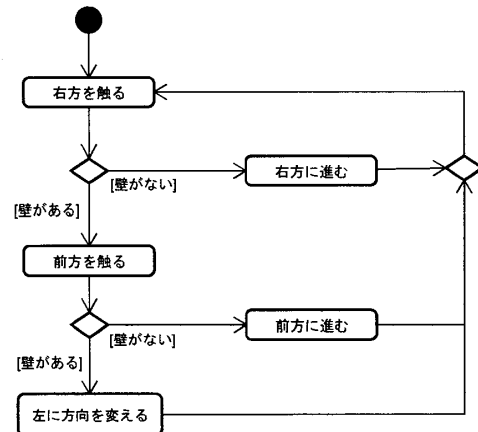 右方を触る
[壁がない]
右方に進む
[壁がある]
前方を触る
[壁がない]
前方に進む
[壁がある]
左に方向を変える